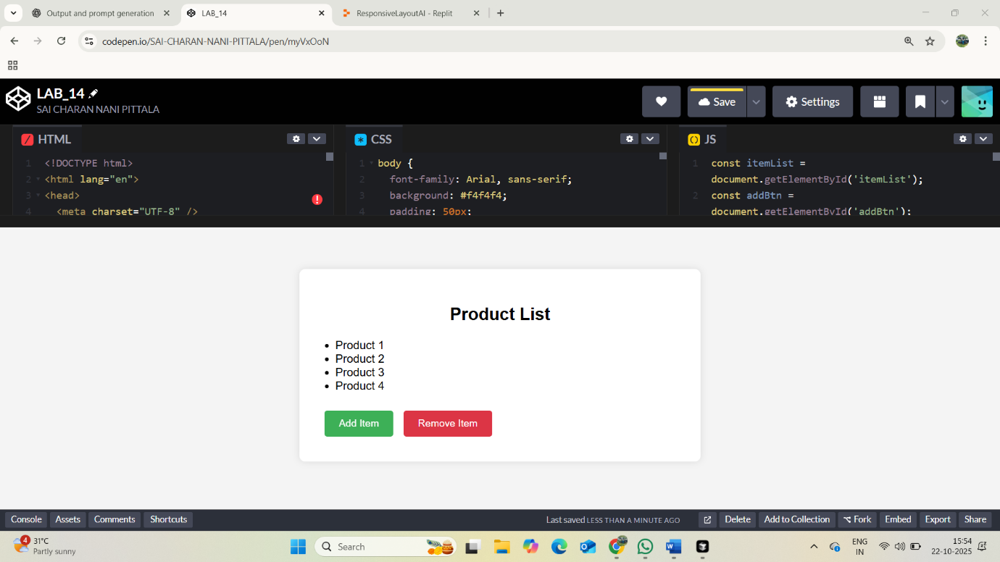 Output and prompt generation
LAB_14
ResponsiveLayoutAI - Replit
codepen.io/SAI-CHARAN-NANI-PITTALA/pen/myVxOoN
LAB_14
SAI CHARAN NANI PITTALA
Save
Settings
HTML
1 <!DOCTYPE html>
2 <html lang="en">
3 <head>
4 <meta charset="UTF-8" />
CSS
1 body {
2 font-family: Arial, sans-serif;
3 background: #f4f4f4;
4 padding: 50px;
JS
1 const itemList =
document.getElementById('itemList');
2 const addBtn =
document.getElementById('addBtn');
Product List
• Product 1
• Product 2
• Product 3
• Product 4
Add Item
Remove Item
Console
Assets
Comments
Shortcuts
Last saved LESS THAN A MINUTE AGO
Delete
Add to Collection
Fork
Embed
Export
Share
4
31°C
Partly sunny
Search
ENG
IN
15:54
22-10-2025